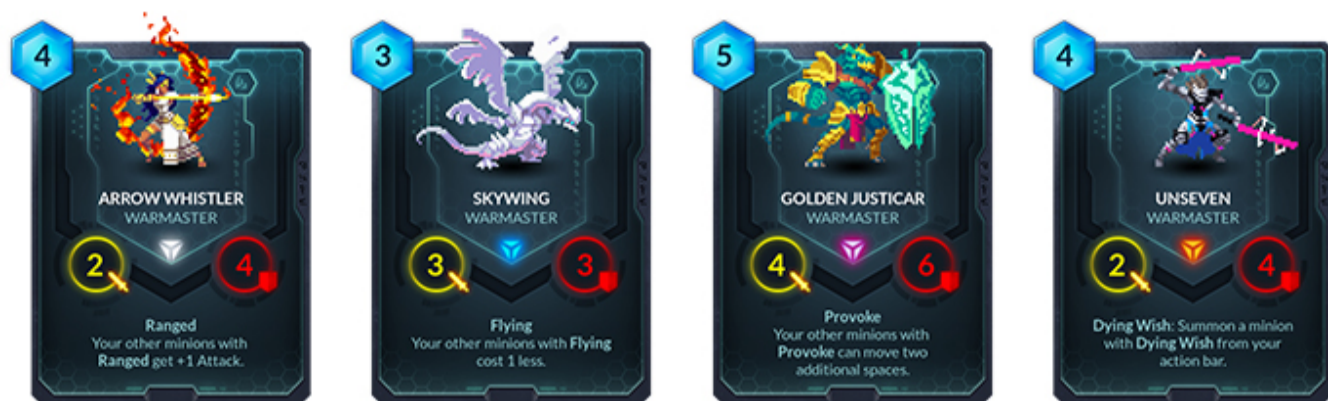 4
ARROW WHISTLER
WARMASTER
2
4
Ranged
Your other minions with
Ranged get +1 Attack.
3
SKYWING
WARMASTER
3
3
Flying
Your other minions with Flying
cost 1 less.
5
GOLDEN JUSTICAR
WARMASTER
4
6
Provoke
Your other minions with
Provoke can move two
additional spaces.
4
UNSEVEN
WARMASTER
2
4
Dying Wish: Summon a minion
with Dying Wish from your
action bar.